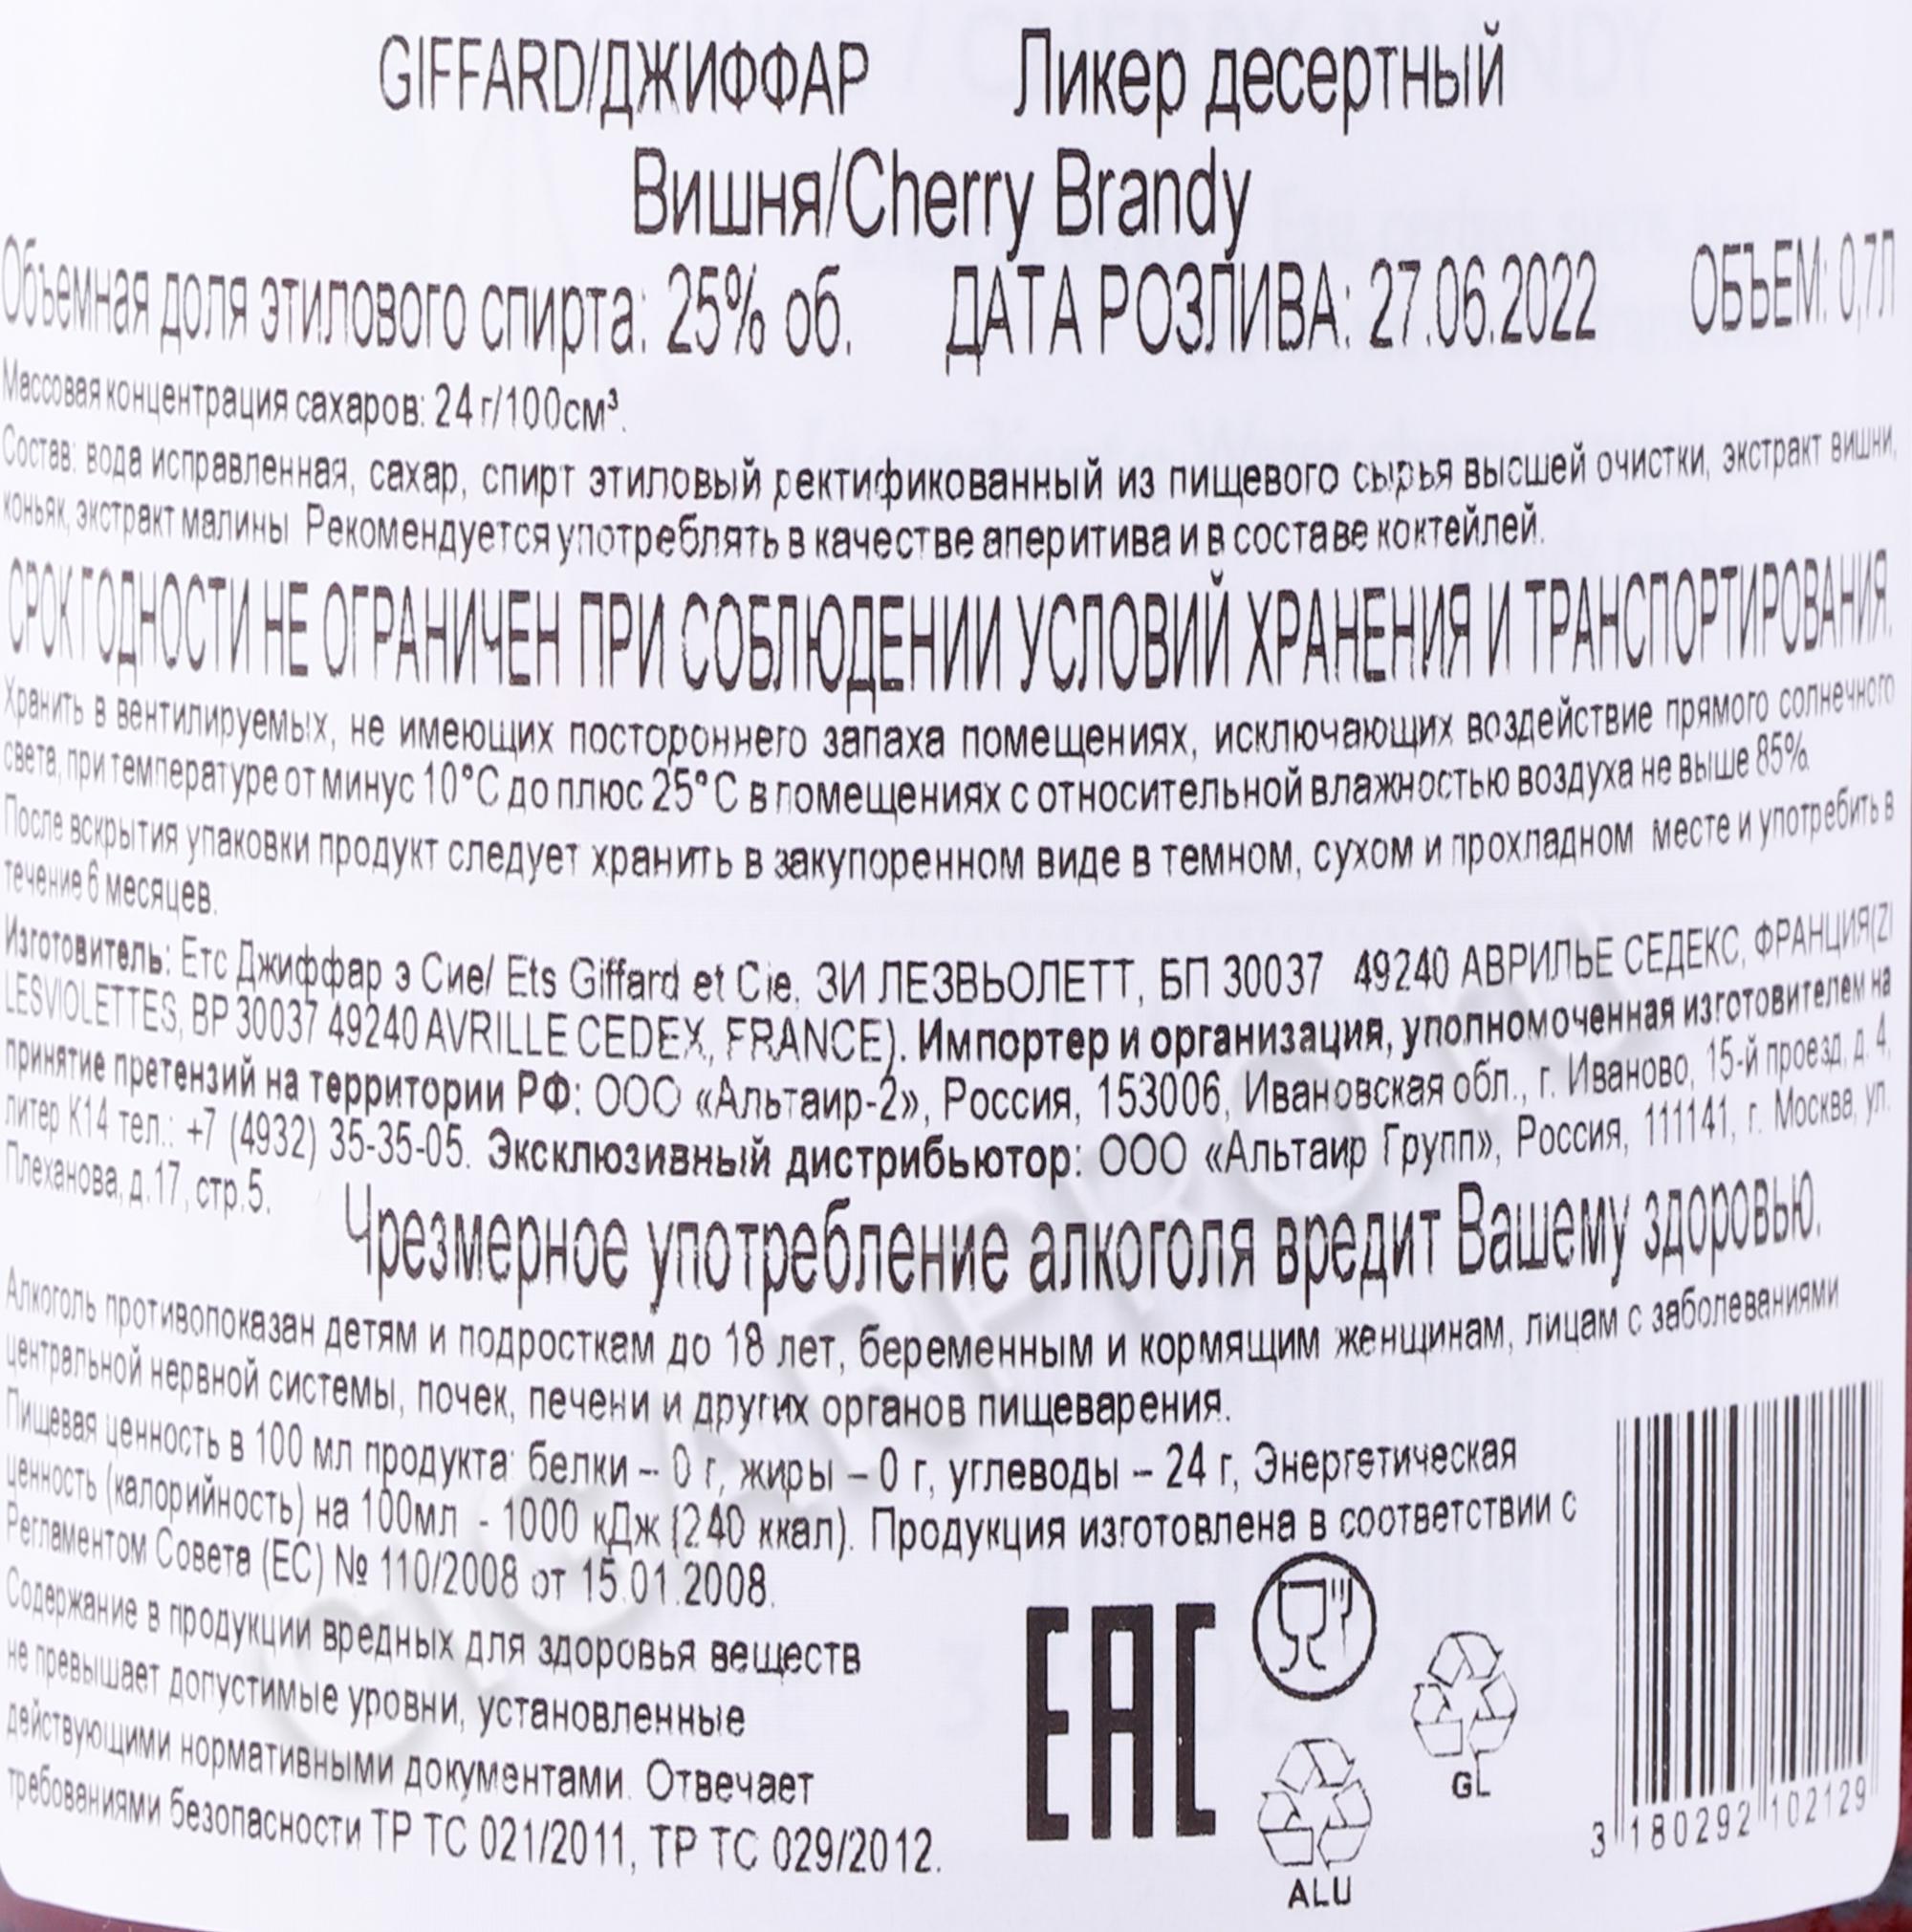 GIFFARD/ДЖИФФАР Ликер десертный
Вишня/Cherry Brandy
Объемная доля этилового спирта: 25% об. ДАТА РОЗЛИВА: 27.06.2022 ОБЪЕМ: 0,7Л
Массовая концентрация сахаров: 24 г/100см³.
Состав: вода исправленная, сахар, спирт этиловый ректификованный из пищевого сырья высшей очистки, экстракт вишни,
коньяк, экстракт малины Рекомендуется употреблять в качестве аперитива и в составе коктейлей.
СРОК ГОДНОСТИ НЕ ОГРАНИЧЕН ПРИ СОБЛЮДЕНИИ УСЛОВИЙ ХРАНЕНИЯ И ТРАНСПОРТИРОВАНИЯ.
Хранить в вентилируемых, не имеющих постороннего запаха помещениях, исключающих воздействие прямого солнечного
света, при температуре от минус 10°С до плюс 25°С в помещениях с относительной влажностью воздуха не выше 85%.
После вскрытия упаковки продукт следует хранить в закупоренном виде в темном, сухом и прохладном месте и употребить в
течение 6 месяцев.
Изготовитель: Етс Джиффар э Сие/ Ets Giffard et Cie, ЗИ ЛЕЗВЬОЛЕТТ, БП 30037 49240 АВРИЛЬЕ СЕДЕКС, ФРАНЦИЯ(ZI
LESVIOLETTES, BP 30037 49240 AVRILLE CEDEX, FRANCE). Импортер и организация, уполномоченная изготовителем на
принятие претензий на территории РФ: ООО «Альтаир-2», Россия, 153006, Ивановская обл., г. Иваново, 15-й проезд, д. 4,
литер К14 тел.: +7 (4932) 35-35-05. Эксклюзивный дистрибьютор: ООО «Альтаир Групп», Россия, 111141, г. Москва, ул.
Плеханова, д.17, стр.5.
Чрезмерное употребление алкоголя вредит Вашему здоровью.
Алкоголь противопоказан детям и подросткам до 18 лет, беременным и кормящим женщинам, лицам с заболеваниями
центральной нервной системы, почек, печени и других органов пищеварения.
Пищевая ценность в 100 мл продукта: белки – 0 г, жиры – 0 г, углеводы – 24 г, Энергетическая
ценность (калорийность) на 100мл - 1000 кДж (240 ккал). Продукция изготовлена в соответствии с
Регламентом Совета (ЕС) № 110/2008 от 15.01.2008.
Содержание в продукции вредных для здоровья веществ
не превышает допустимые уровни, установленные
действующими нормативными документами. Отвечает
требованиями безопасности ТР ТС 021/2011, ТР ТС 029/2012.
EAC
GL
ALU
3 180292 102129
CIGARPRO.ru